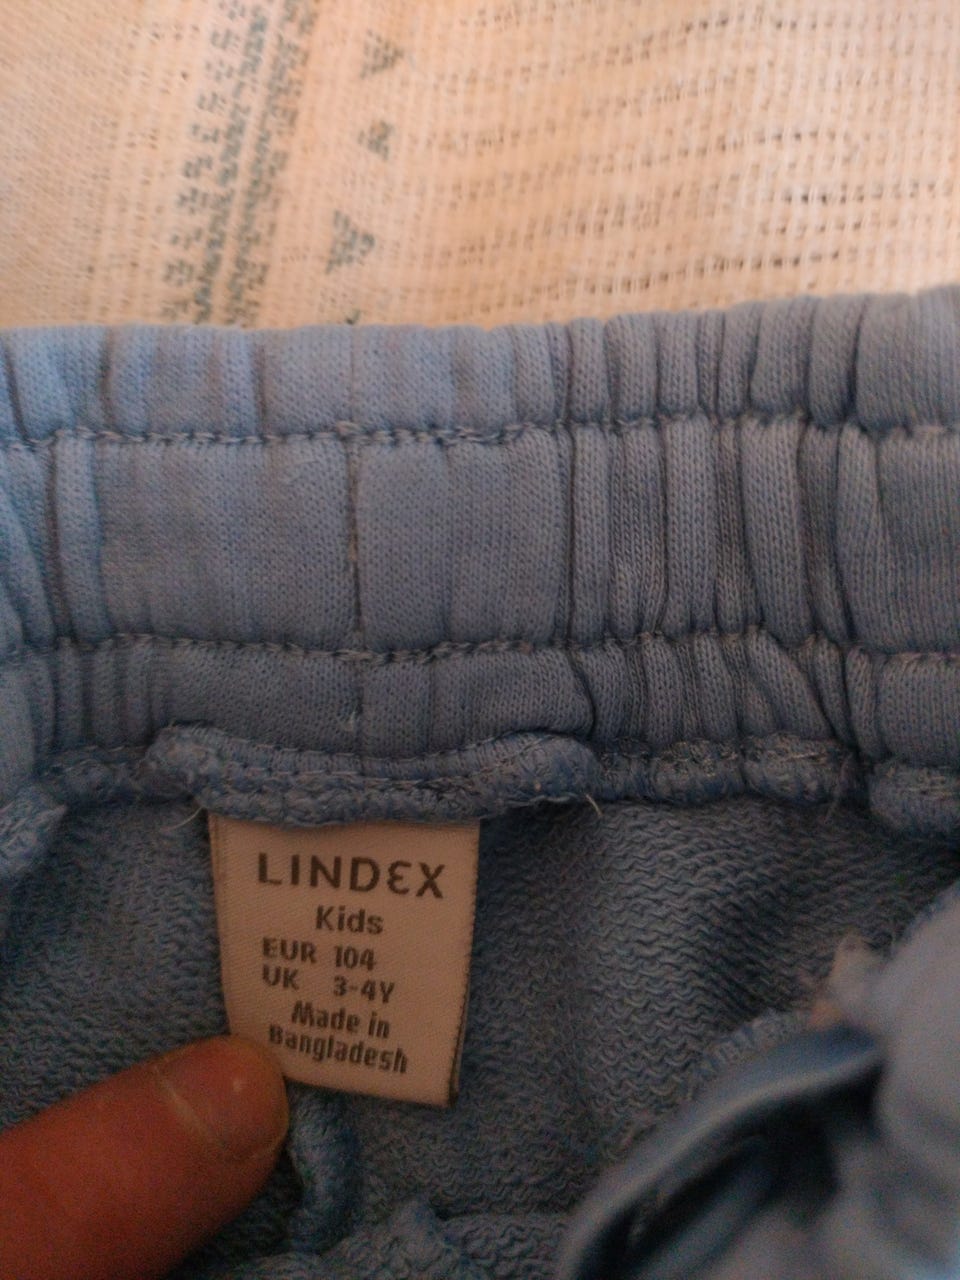 LINDEX
Kids
EUR 104
UK 3-4Y
Made in
Bangladesh